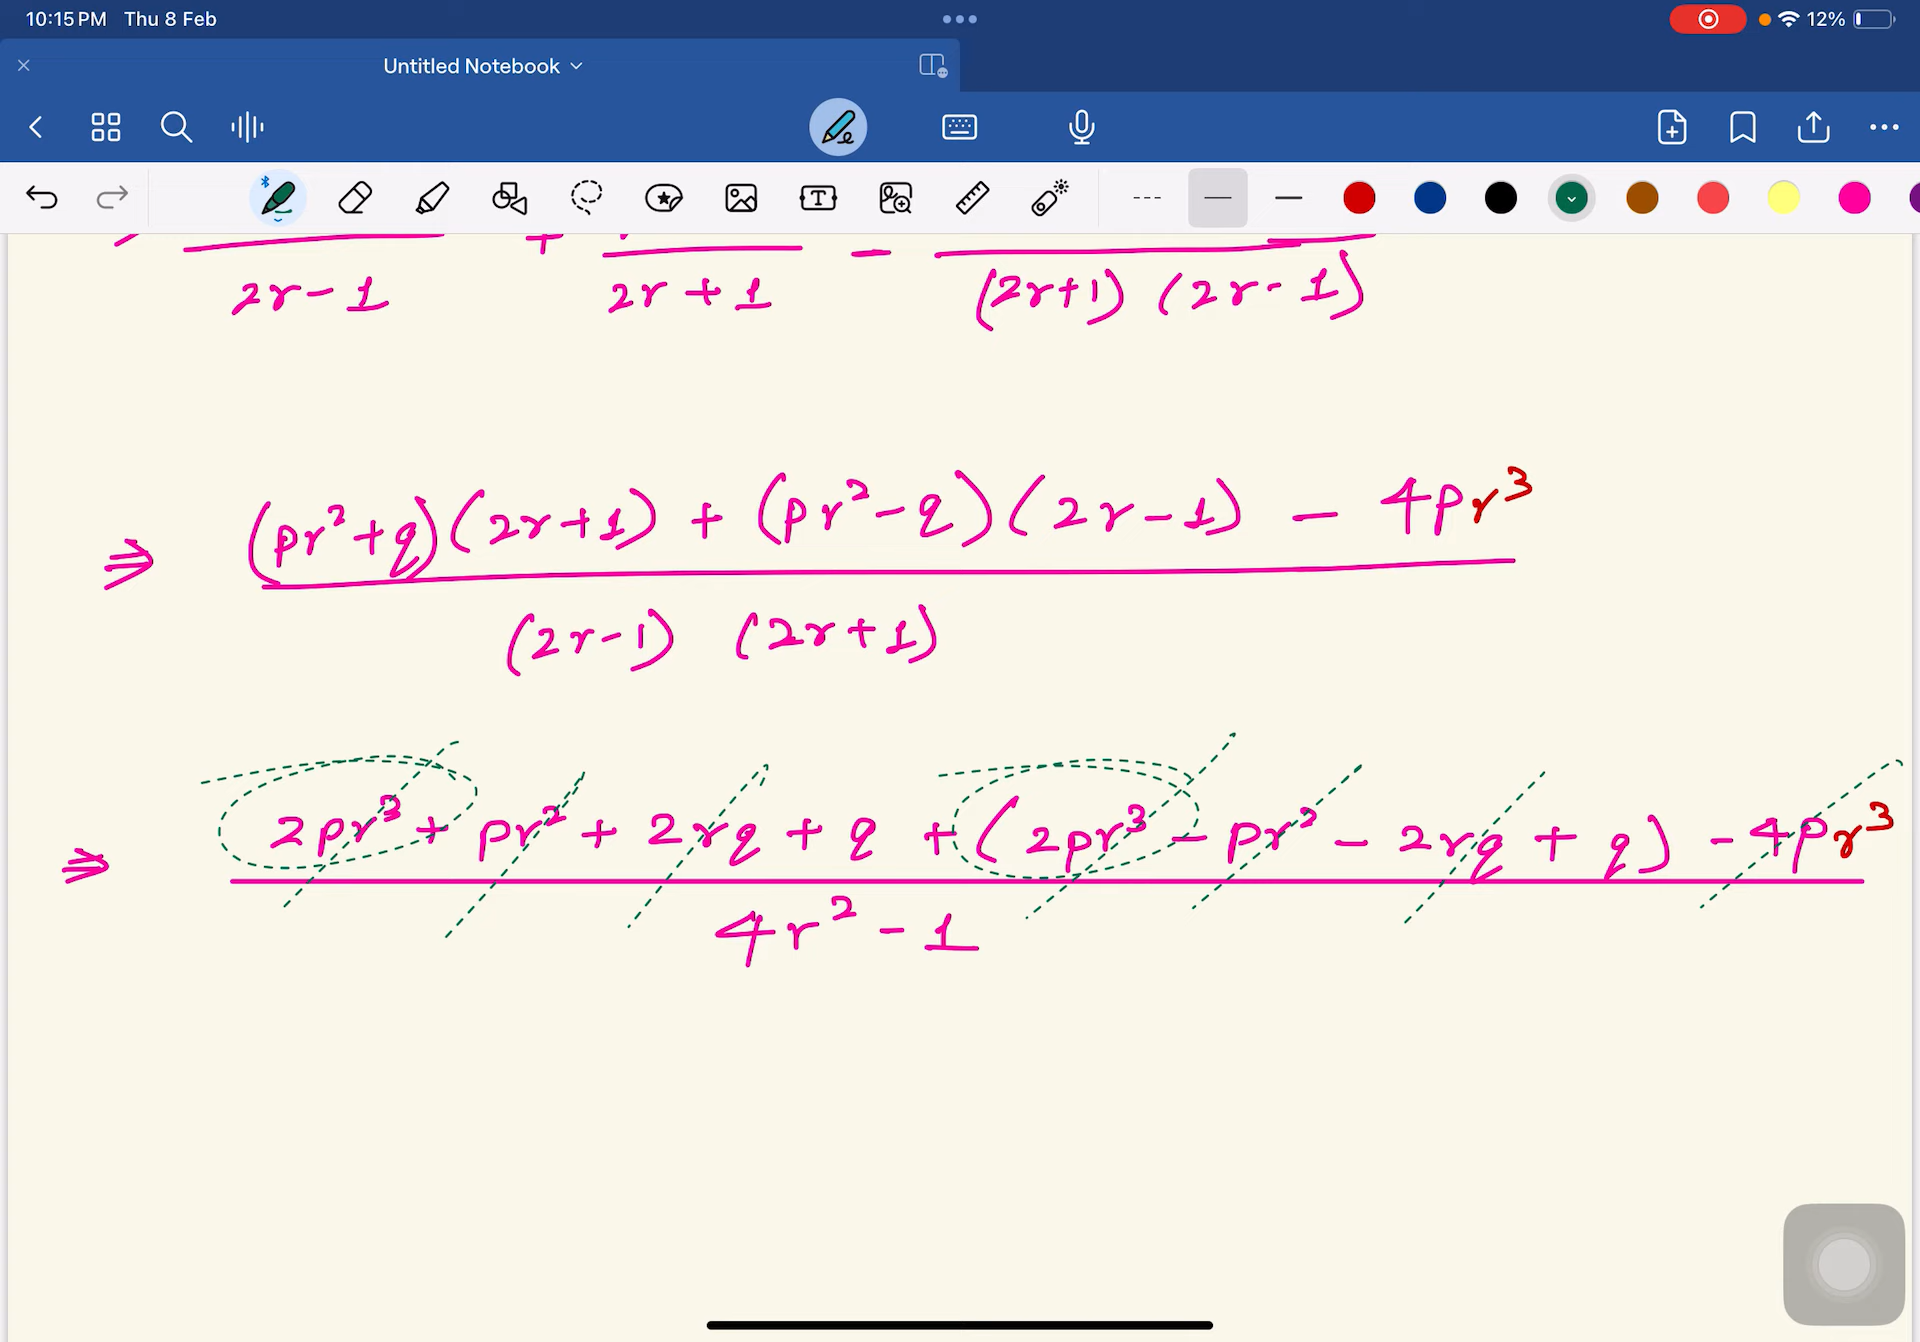 10:15 PM Thu 8 Feb 12%
Untitled Notebook
+ -
2r-1 2r+1 (2r+1) (2r-1)
⇒ (pr²+q)(2r+1) + (pr²-q)(2r-1) - 4pr³
(2r-1) (2r+1)
⇒ 2pr³ + pr² + 2rq + q + (2pr³ - pr² - 2rq + q) - 4pr³
4r² - 1